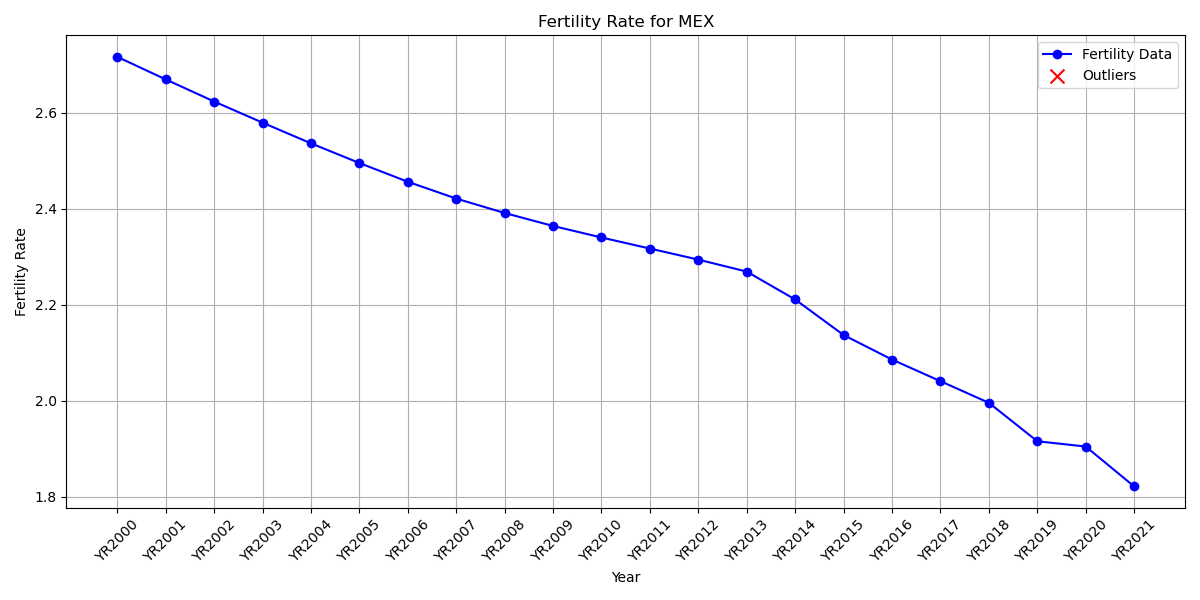 Fertility Rate for MEX
Fertility Data
Outliers
Fertility Rate
2.6
2.4
2.2
2.0
1.8
YR2000
YR2001
YR2002
YR2003
YR2004
YR2005
YR2006
YR2007
YR2008
YR2009
YR2010
YR2011
YR2012
YR2013
YR2014
YR2015
YR2016
YR2017
YR2018
YR2019
YR2020
YR2021
Year